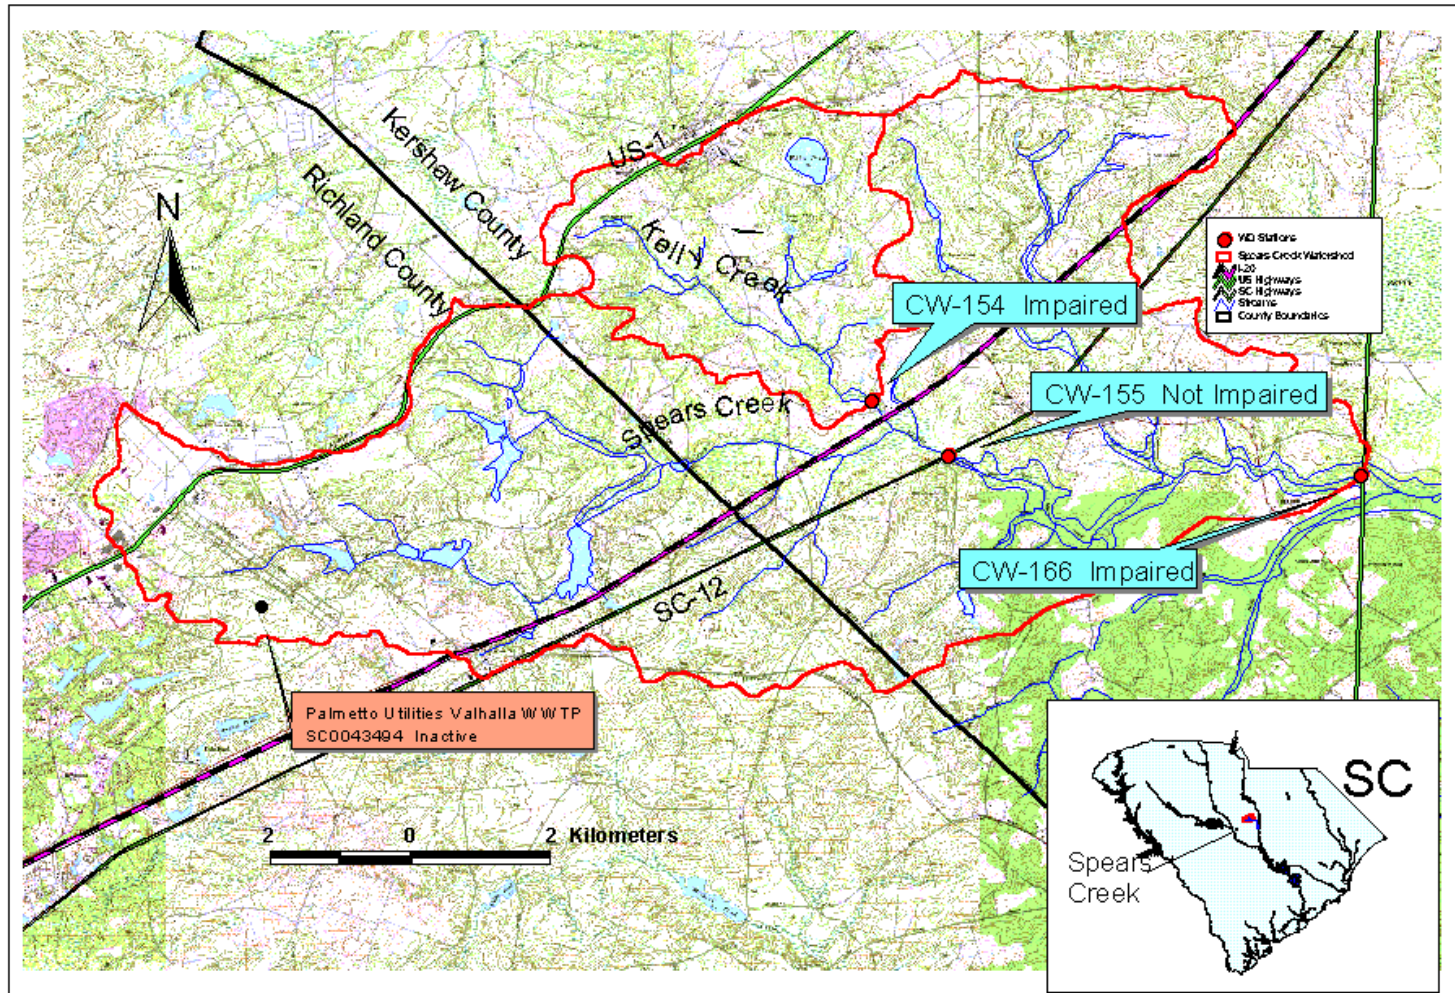 US-1
Kershaw County
Richland County
N
Kelly Creek
WQ Stations
Spears Creek Watershed
I-20
US Highways
SC Highways
Streams
County Boundaries
CW-154 Impaired
CW-155 Not Impaired
Spears Creek
CW-166 Impaired
SC-12
Palmetto Utilities Valhalla WWTP
SC0043494 Inactive
2 0 2 Kilometers
SC
Spears
Creek